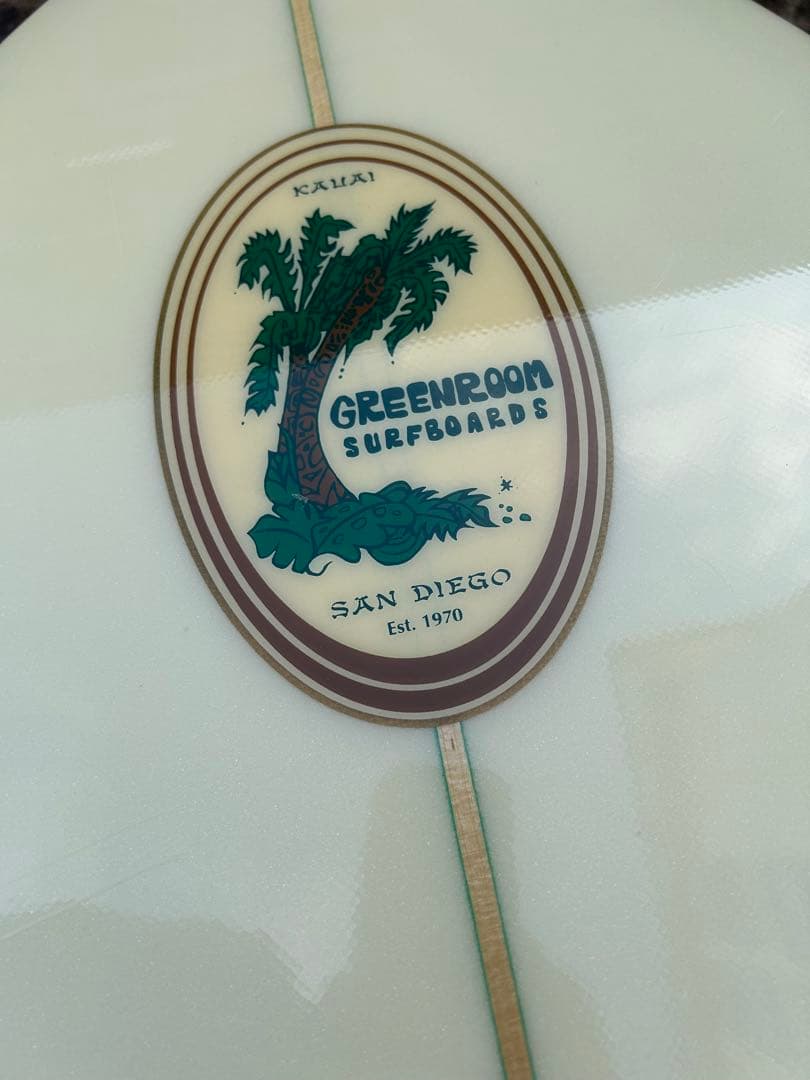 KAUAI
GREENROOM
SURFBOARDS
SAN DIEGO
Est. 1970